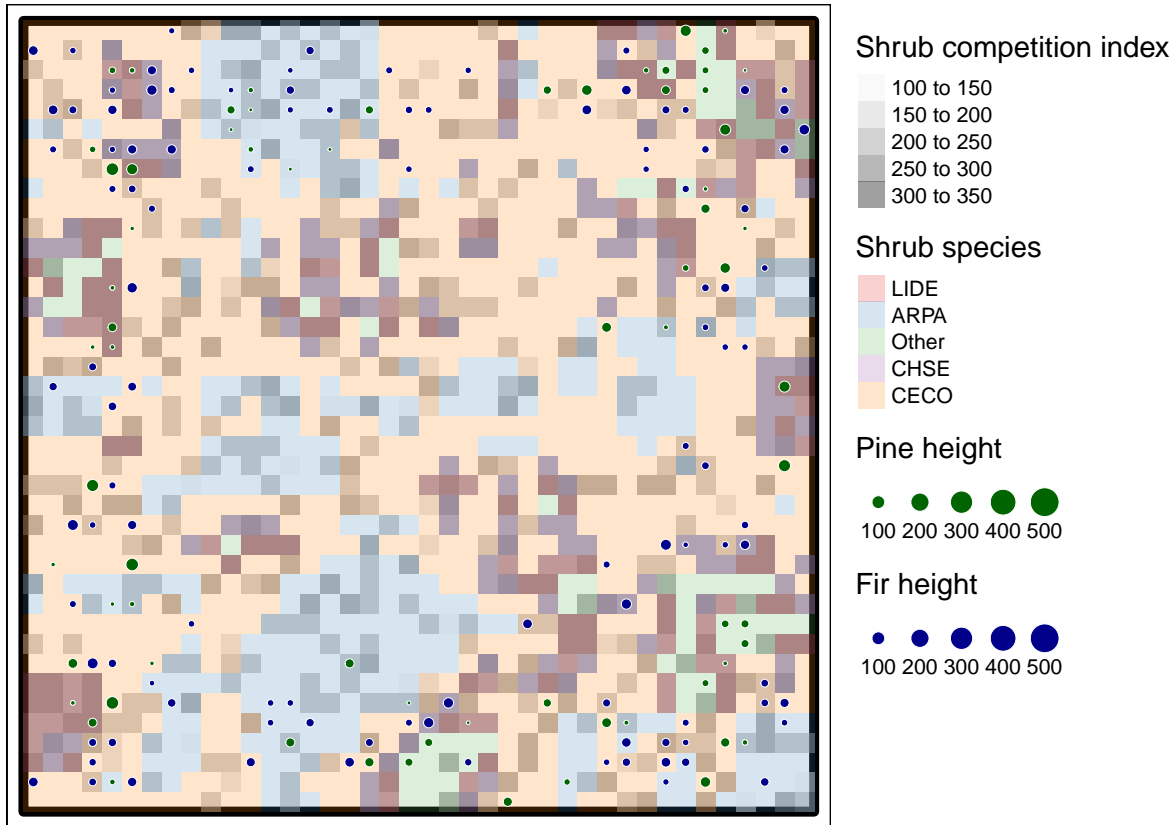 Shrub competition index
100 to 150
150 to 200
200 to 250
250 to 300
300 to 350
Shrub species
LIDE
ARPA
Other
CHSE
CECO
Pine height
100 200 300 400 500
Fir height
100 200 300 400 500